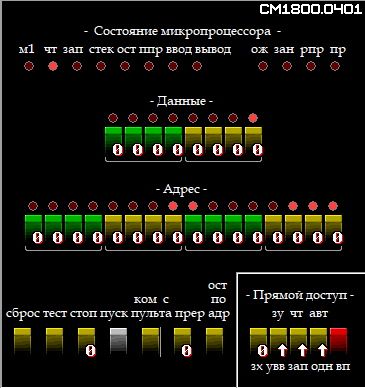 СМ1800.0401
- Состояние микропроцессора -
м1 чт зап стек ост ппр ввод вывод ож зан рпр пр
- Данные -
0 0 0 0 0 0 0 0
- Адрес -
0 0 0 0 0 0 0 0 0 0 0 0 0 0 0 0
ост
ком с по
сброс тест стоп пуск пульта прер адр
0 0
- Прямой доступ -
зу чт авт
0
зх увв зап одн вп